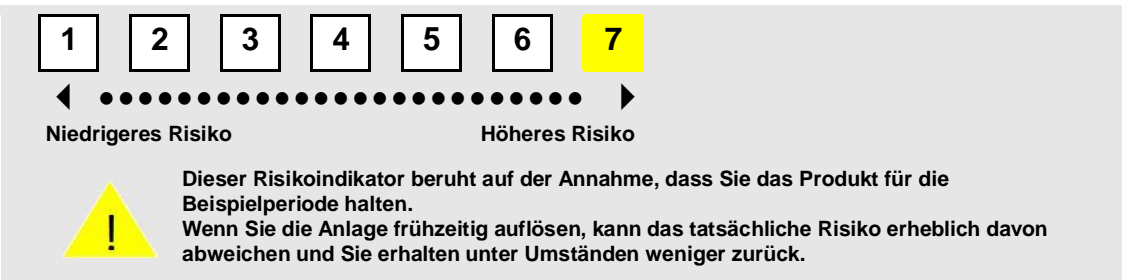 1 2 3 4 5 6 7
Niedrigeres Risiko Höheres Risiko
Dieser Risikoindikator beruht auf der Annahme, dass Sie das Produkt für die
Beispielperiode halten.
Wenn Sie die Anlage frühzeitig auflösen, kann das tatsächliche Risiko erheblich davon
abweichen und Sie erhalten unter Umständen weniger zurück.
!